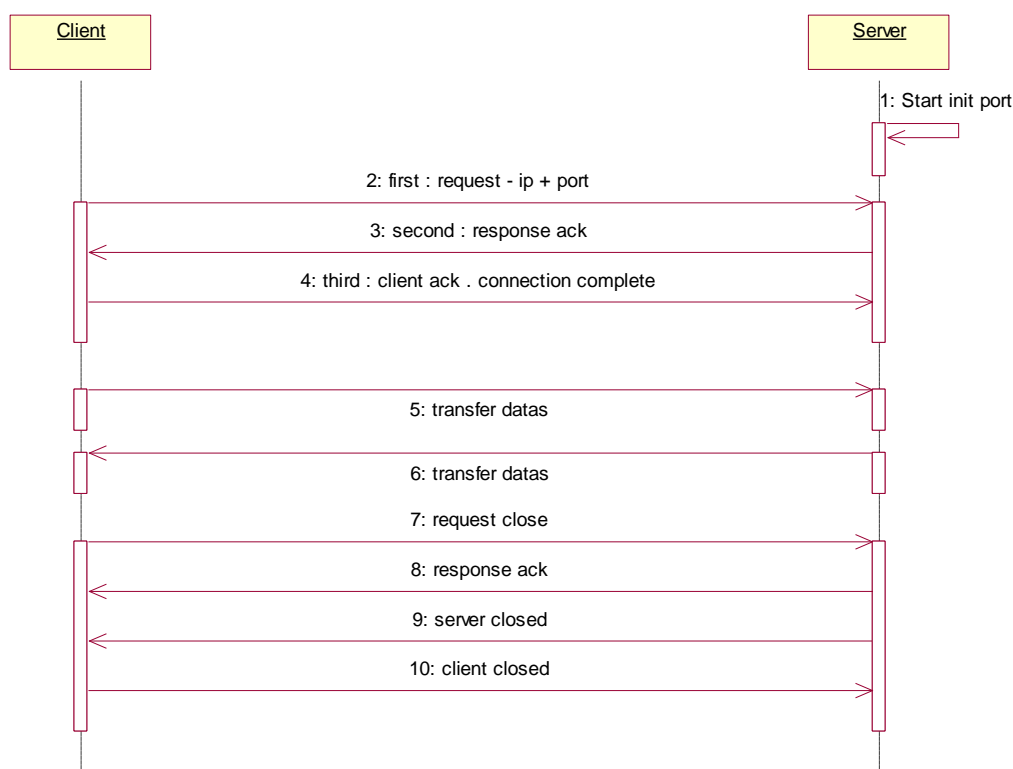 Client
Server
1: Start init port
2: first : request - ip + port
3: second : response ack
4: third : client ack . connection complete
5: transfer datas
6: transfer datas
7: request close
8: response ack
9: server closed
10: client closed